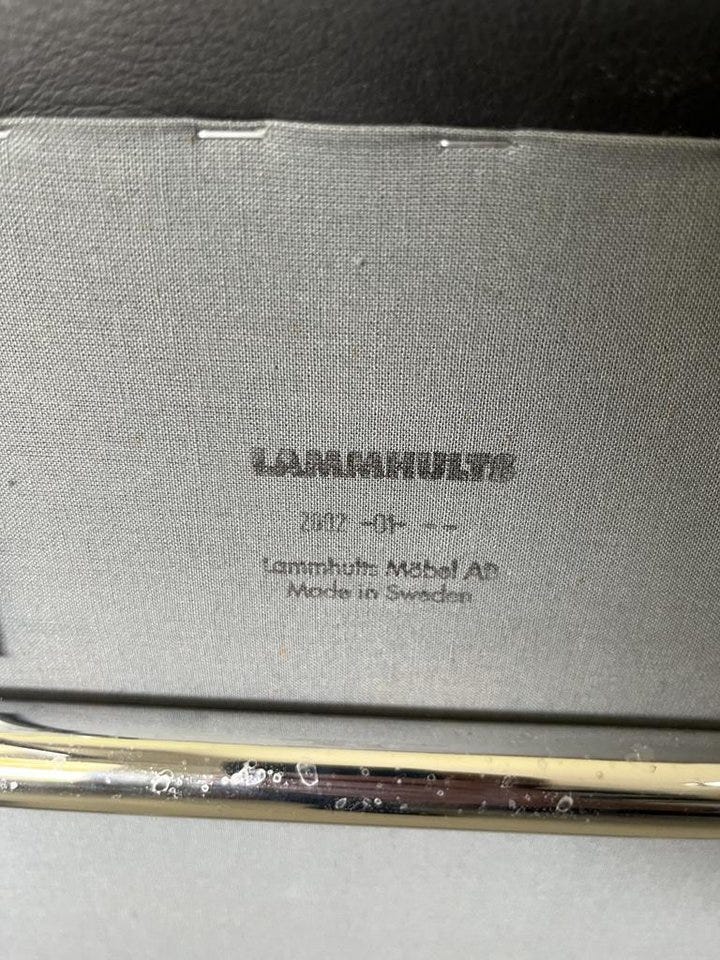 LAMMHULTS
2002 -01- - -
Lammhults Möbel AB
Made in Sweden